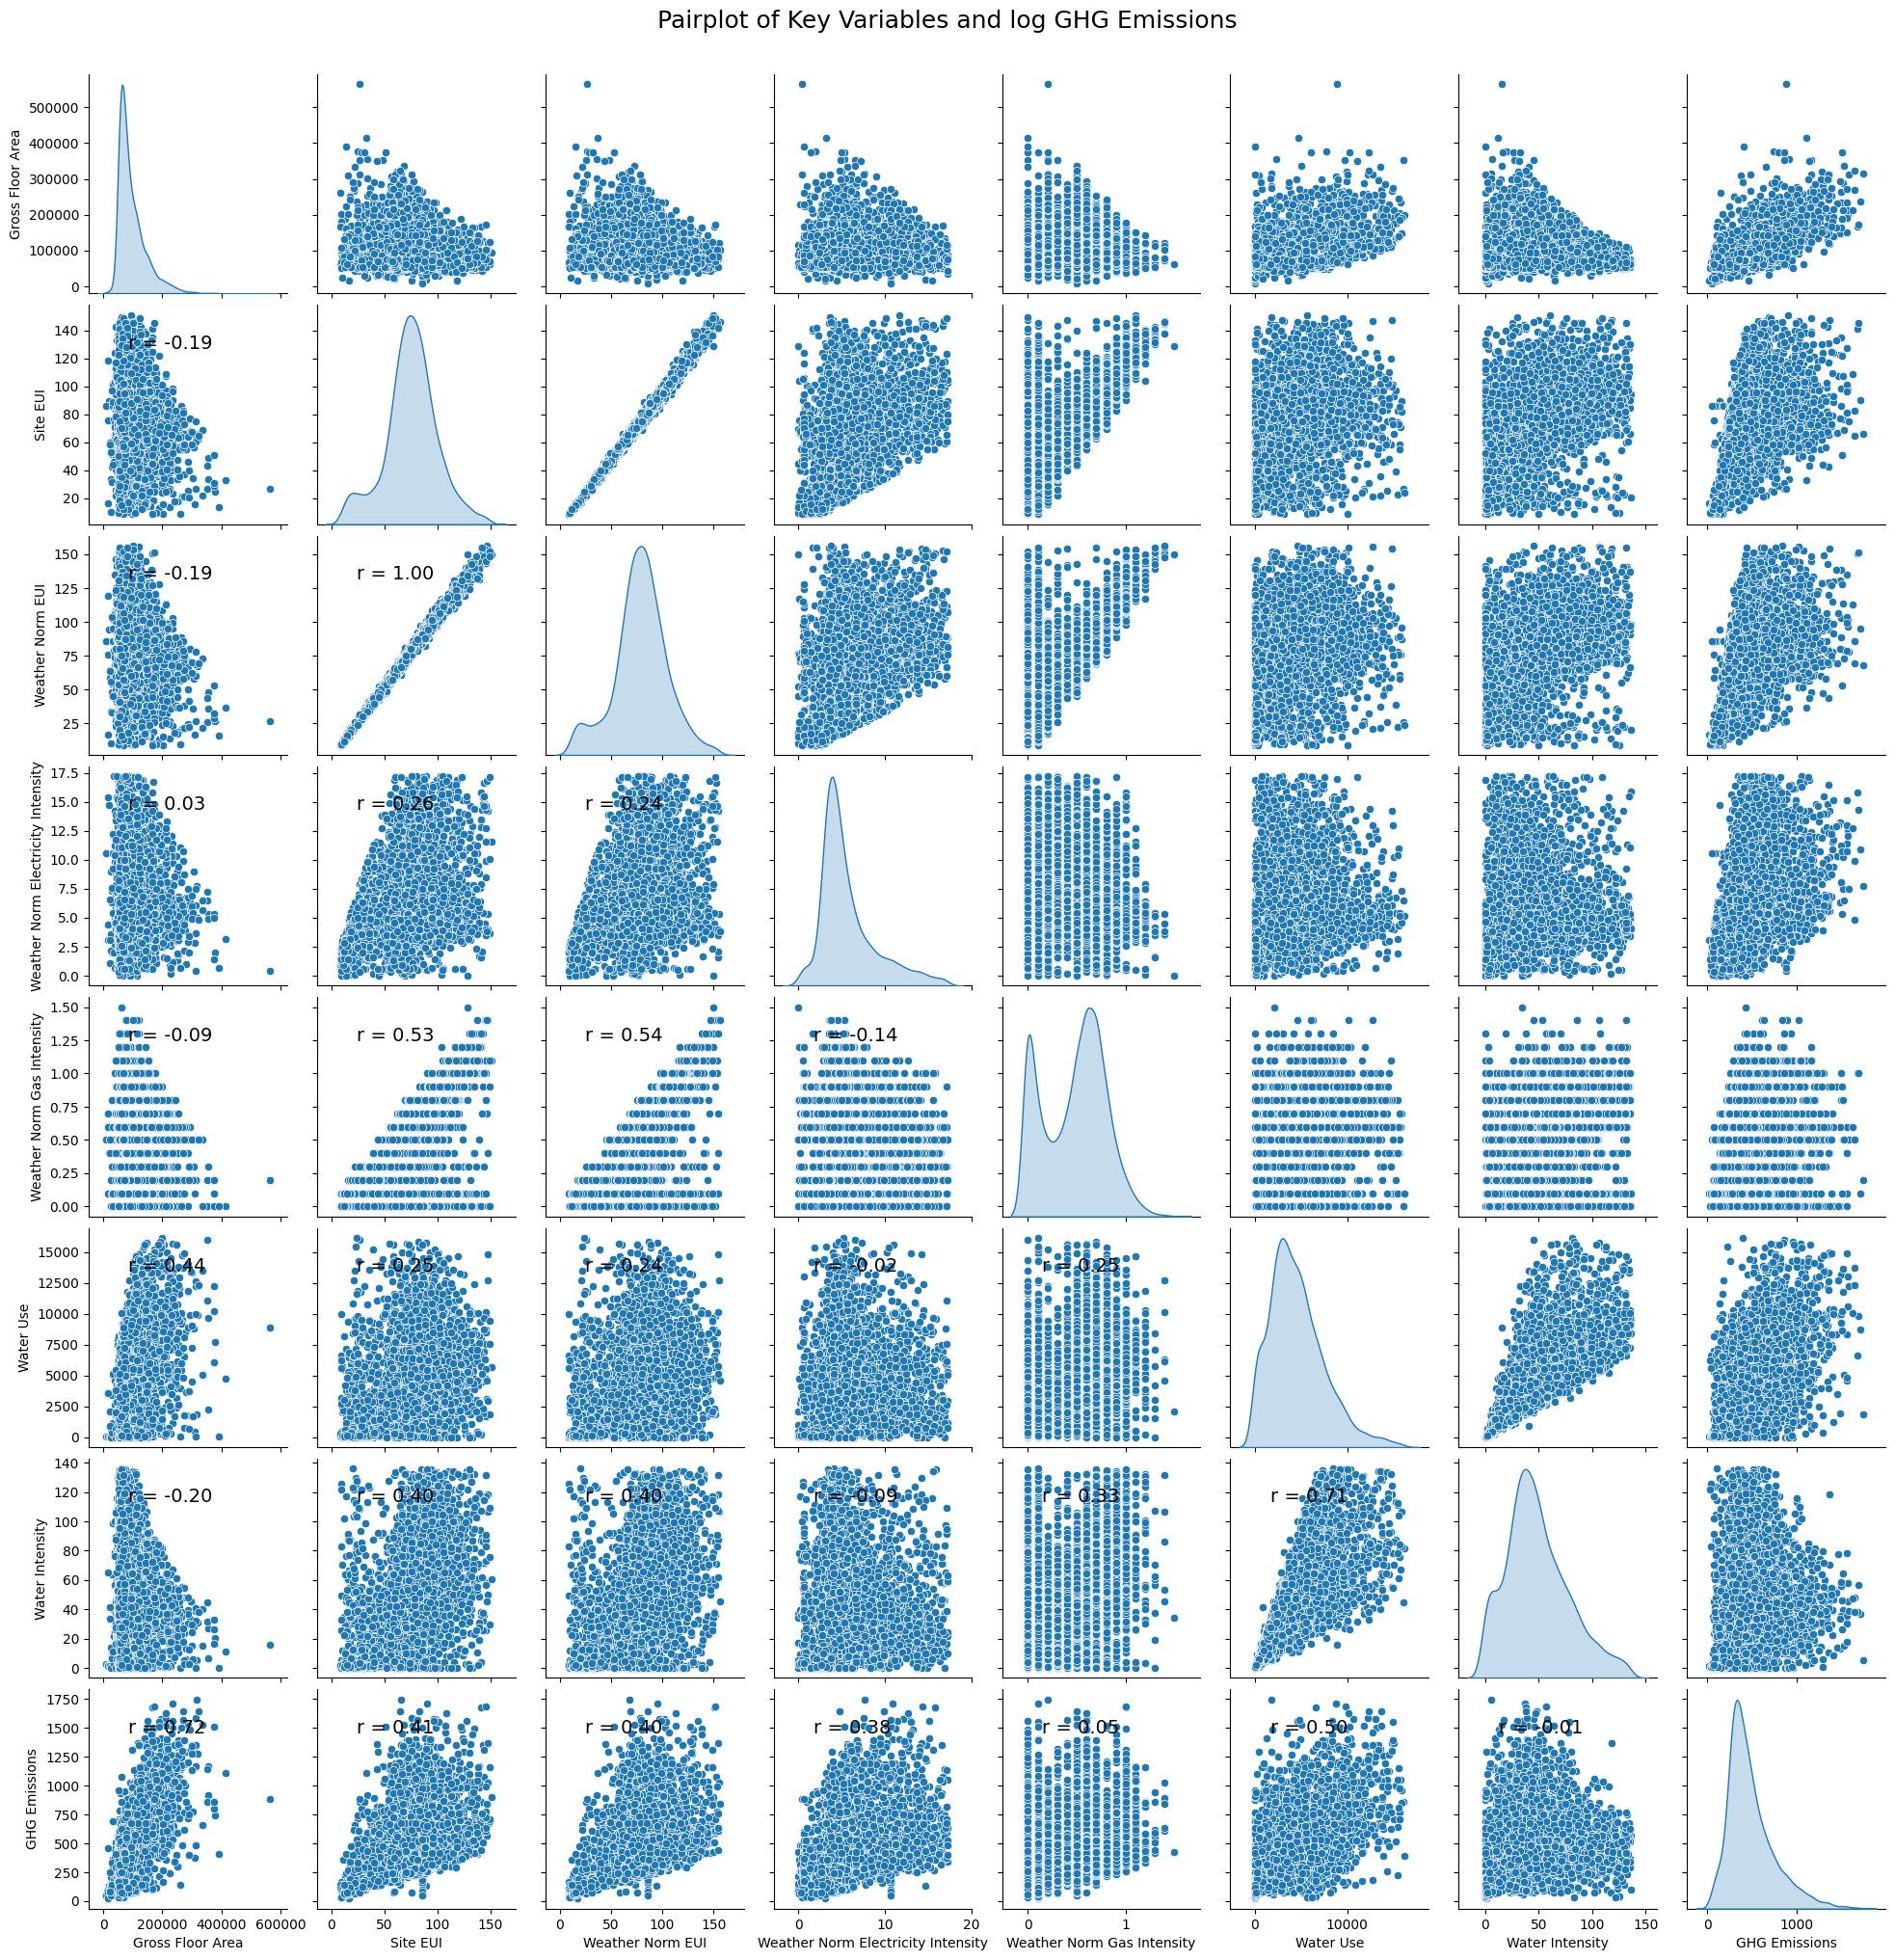 Pairplot of Key Variables and log GHG Emissions
Gross Floor Area
500000
400000
300000
200000
100000
0
Site EUI
140
120
100
80
60
40
20
r = -0.19
Weather Norm EUI
150
125
100
75
50
25
r = -0.19
r = 1.00
Weather Norm Electricity Intensity
17.5
15.0
12.5
10.0
7.5
5.0
2.5
0.0
r = 0.03
r = 0.26
r = 0.24
Weather Norm Gas Intensity
1.50
1.25
1.00
0.75
0.50
0.25
0.00
r = -0.09
r = 0.53
r = 0.54
r = -0.14
Water Use
15000
12500
10000
7500
5000
2500
0
r = 0.44
r = 0.25
r = 0.24
r = -0.02
r = 0.25
Water Intensity
140
120
100
80
60
40
20
0
r = -0.20
r = 0.40
r = 0.40
r = -0.09
r = 0.33
r = 0.71
GHG Emissions
1750
1500
1250
1000
750
500
250
0
r = 0.72
r = 0.41
r = 0.40
r = 0.38
r = 0.05
r = 0.50
r = -0.01
0 200000 400000 600000
0 50 100 150
0 50 100 150
0 10 20
0 1
0 10000
0 50 100 150
0 1000
Gross Floor Area
Site EUI
Weather Norm EUI
Weather Norm Electricity Intensity
Weather Norm Gas Intensity
Water Use
Water Intensity
GHG Emissions